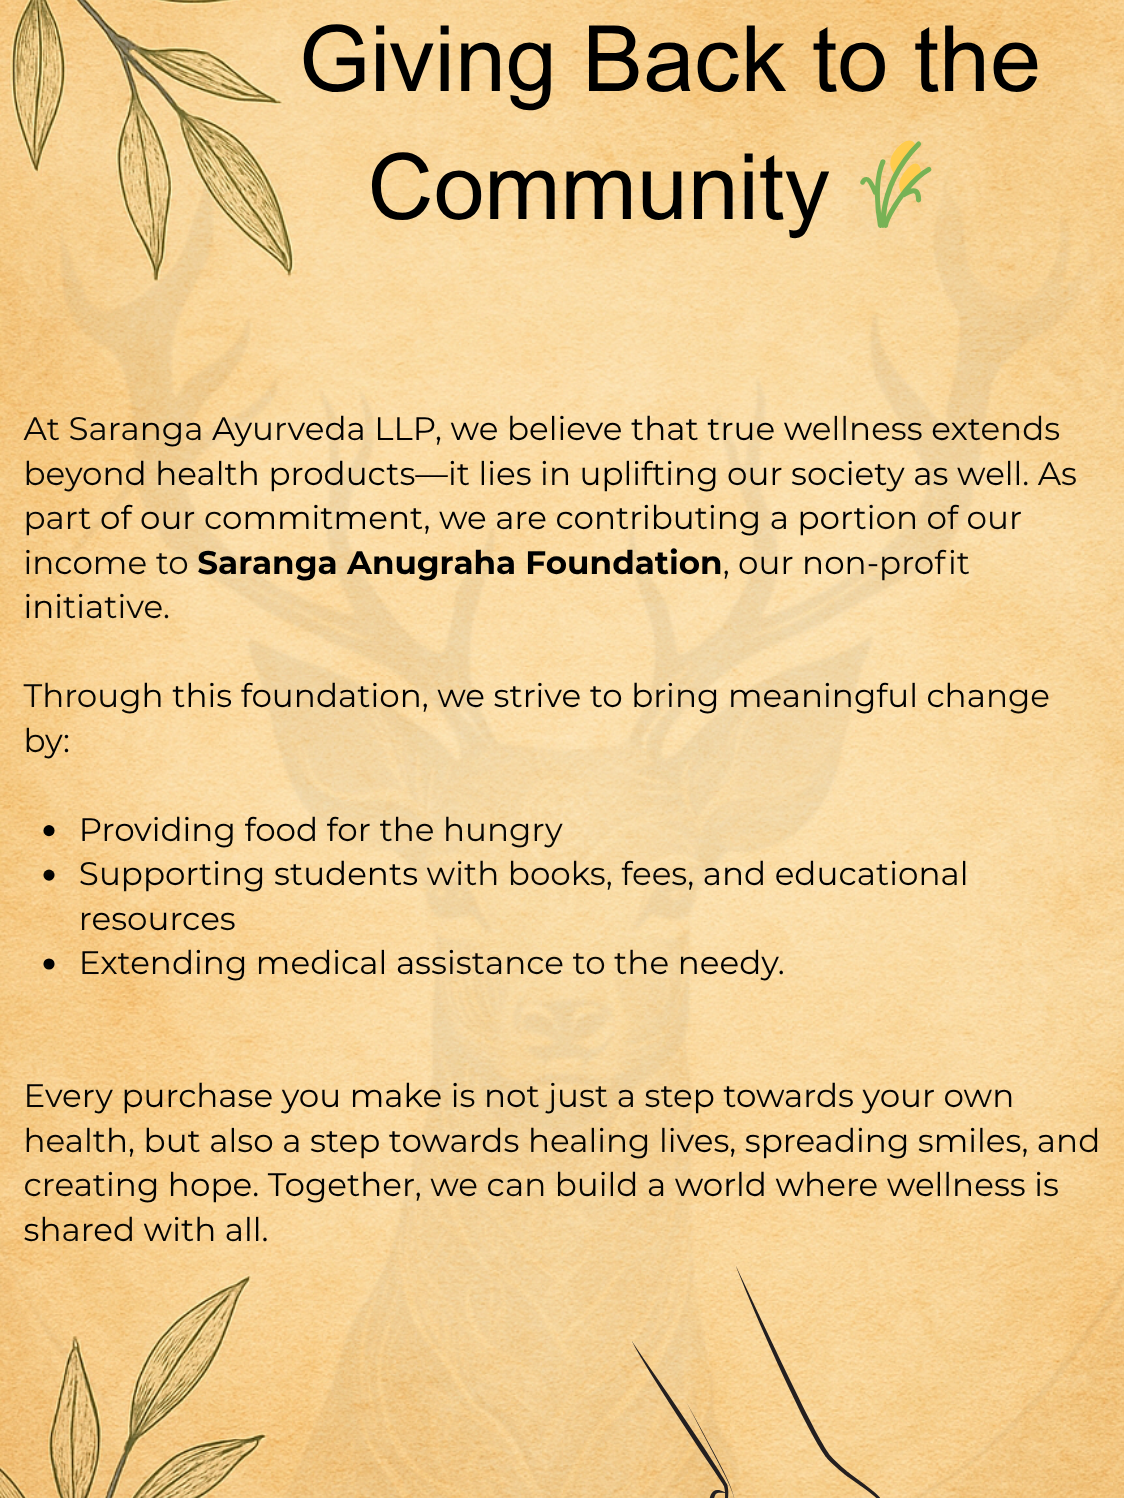 Giving Back to the
Community 🌾
At Saranga Ayurveda LLP, we believe that true wellness extends
beyond health products—it lies in uplifting our society as well. As
part of our commitment, we are contributing a portion of our
income to Saranga Anugraha Foundation, our non-profit
initiative.
Through this foundation, we strive to bring meaningful change
by:
• Providing food for the hungry
• Supporting students with books, fees, and educational
resources
• Extending medical assistance to the needy.
Every purchase you make is not just a step towards your own
health, but also a step towards healing lives, spreading smiles, and
creating hope. Together, we can build a world where wellness is
shared with all.